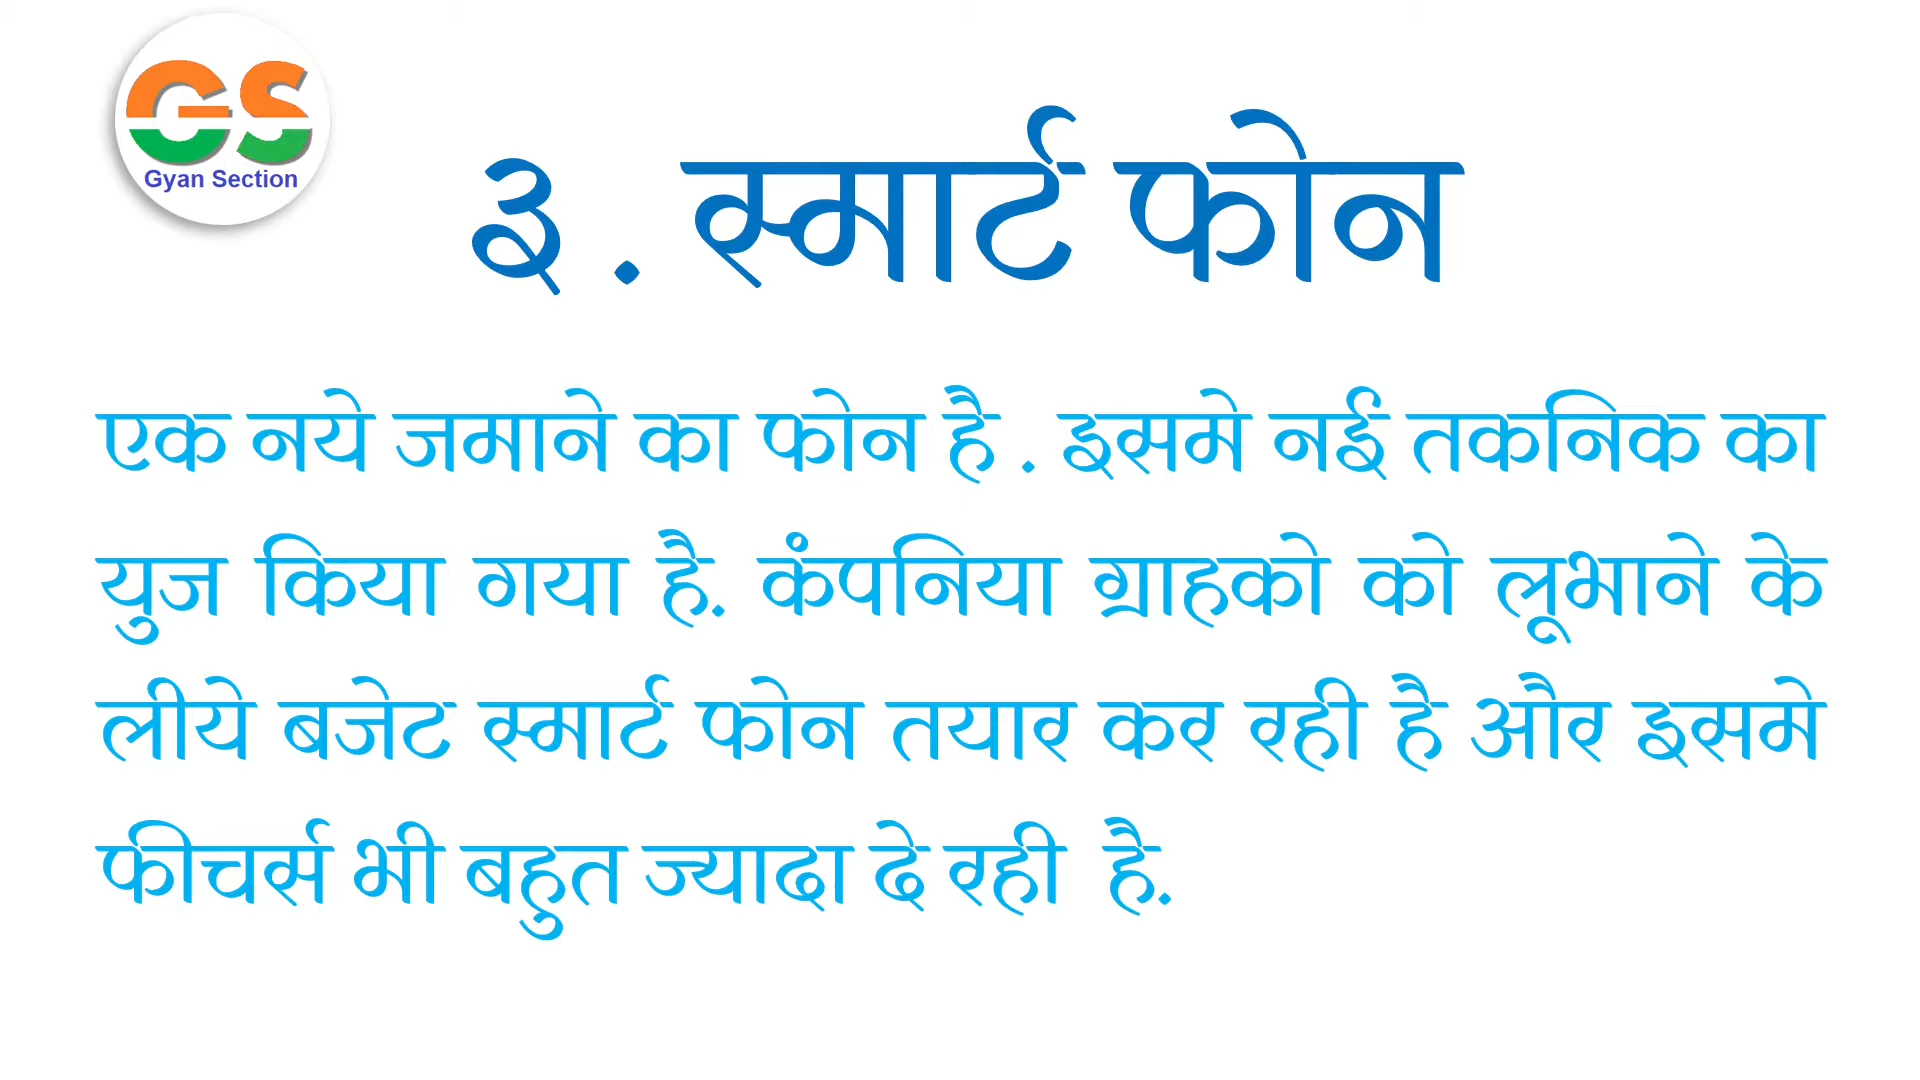 GS
Gyan Section
३ . स्मार्ट फोन
एक नये जमाने का फोन है . इसमे नई तकनिक का
युज किया गया है. कंपनिया ग्राहको को लूभाने के
लीये बजेट स्मार्ट फोन तयार कर रही है और इसमे
फीचर्स भी बहुत ज्यादा दे रही है.